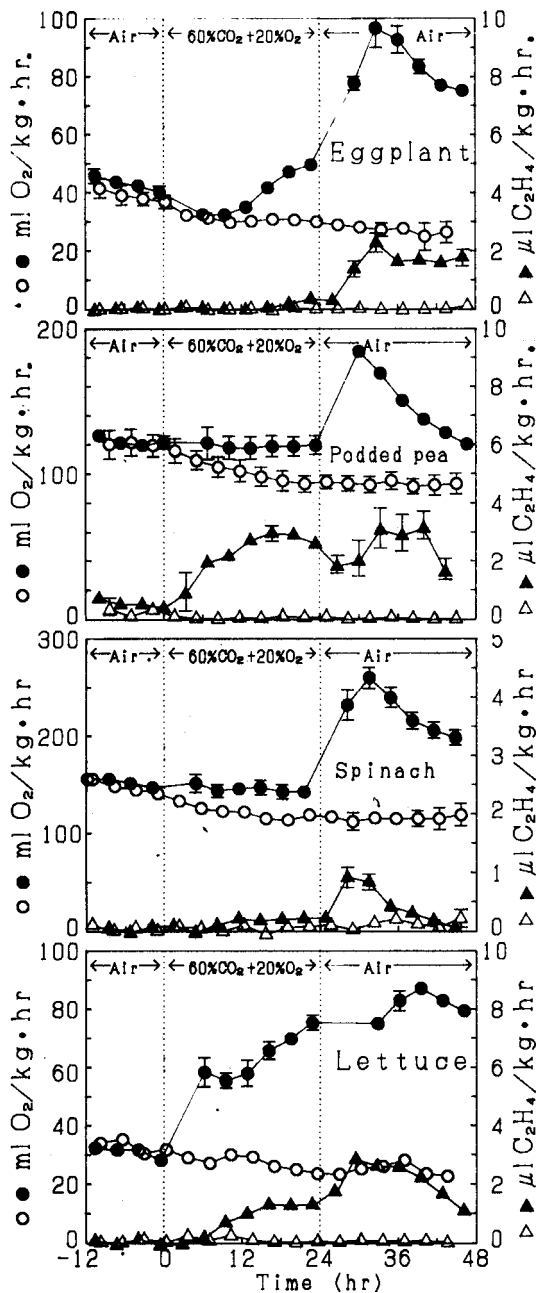 100
80
60
40
20
0
○ ● ml O₂/kg·hr.
Air
60%CO₂+20%O₂
Air
Eggplant
10
8
6
4
2
0
△ ▲ µl C₂H₄/kg·hr.
200
100
0
○ ● ml O₂/kg·hr.
Air
60%CO₂+20%O₂
Air
Podded pea
10
8
6
4
2
0
△ ▲ µl C₂H₄/kg·hr.
300
200
100
0
○ ● ml O₂/kg·hr
Air
60%CO₂+20%O₂
Air
Spinach
5
4
3
2
1
0
△ ▲ µl C₂H₄/kg·hr
100
80
60
40
20
0
○ ● ml O₂/kg·hr
Air
60%CO₂+20%O₂
Air
Lettuce
10
8
6
4
2
0
△ ▲ µl C₂H₄/kg·hr
-12 0 12 24 36 48
Time (hr)